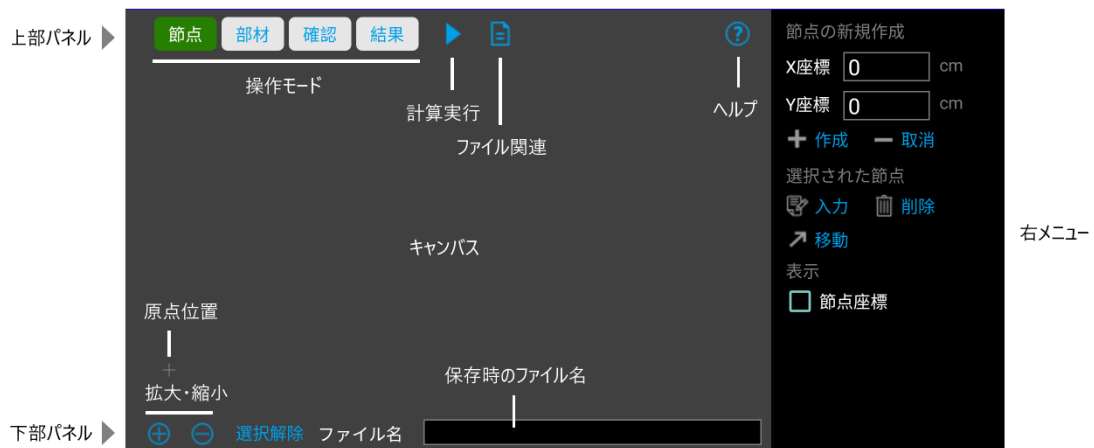 上部パネル
節点 部材 確認 結果
操作モード
計算実行
ファイル関連
?
ヘルプ
キャンバス
原点位置
拡大・縮小
保存時のファイル名
下部パネル
選択解除 ファイル名
節点の新規作成
X座標 0 cm
Y座標 0 cm
作成 取消
選択された節点
入力 削除
移動
表示
節点座標
右メニュー